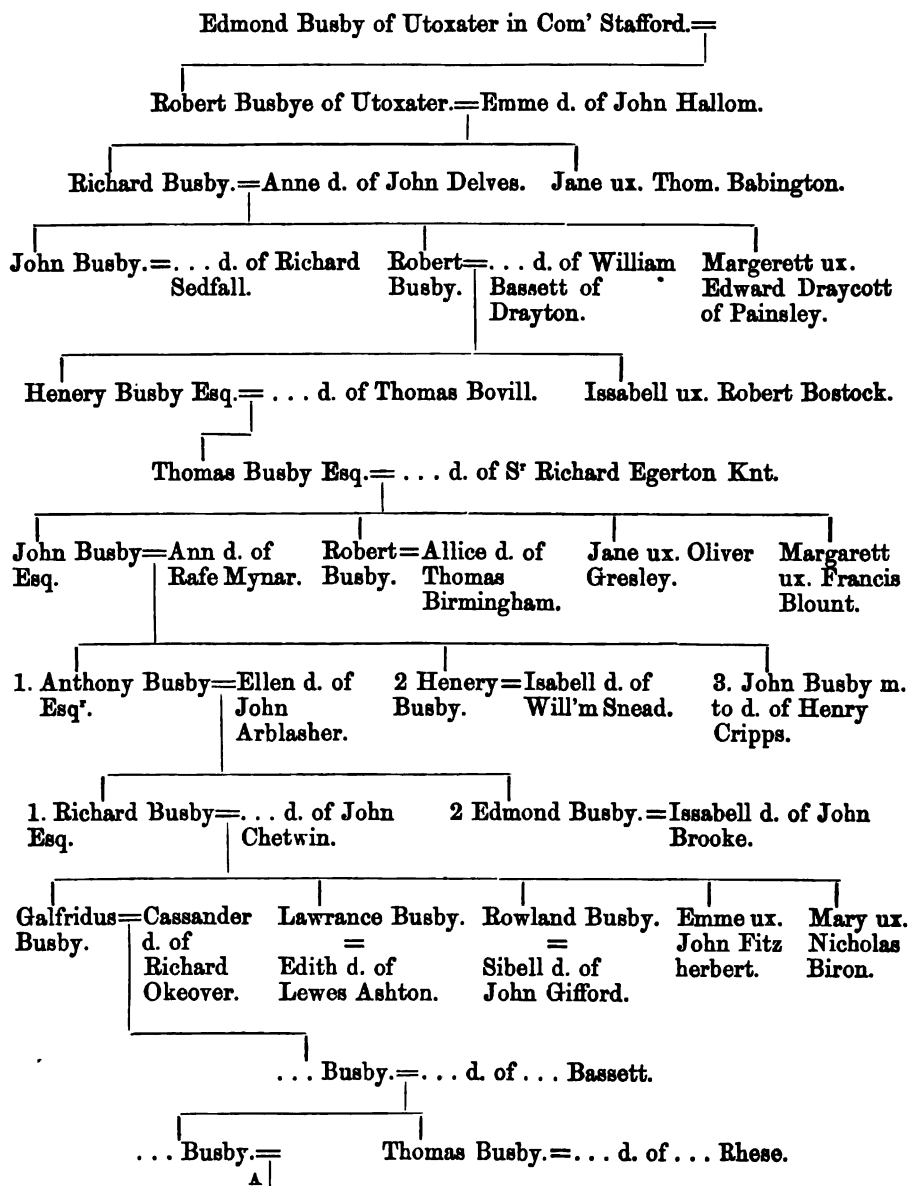 Edmond Busby of Utoxater in Com' Stafford.=
Robert Busbye of Utoxater.=Emme d. of John Hallom.
Richard Busby.=Anne d. of John Delves. Jane ux. Thom. Babington.
John Busby.=. . . d. of Richard Sedfall.
Robert Busby.=. . . d. of William Bassett of Drayton.
Margerett ux. Edward Draycott of Painsley.
Henery Busby Esq.= . . . d. of Thomas Bovill. Issabell ux. Robert Bostock.
Thomas Busby Esq.= . . . d. of Sr Richard Egerton Knt.
John Busby=Ann d. of
Esq. Rafe Mynar.
Robert=Allice d. of
Busby. Thomas
Birmingham.
Jane ux. Oliver
Gresley.
Margarett
ux. Francis
Blount.
1. Anthony Busby=Ellen d. of
Esqr. John
Arblasher.
2 Henery=Isabell d. of
Busby. Will'm Snead.
3. John Busby m.
to d. of Henry
Cripps.
1. Richard Busby=. . . d. of John
Esq. Chetwin.
2 Edmond Busby.=Issabell d. of John
Brooke.
Galfridus=Cassander
Busby. d. of
Richard
Okeover.
Lawrance Busby.
=
Edith d. of
Lewes Ashton.
Rowland Busby.
=
Sibell d. of
John Gifford.
Emme ux.
John Fitz
herbert.
Mary ux.
Nicholas
Biron.
. . . Busby.=. . . d. of . . . Bassett.
. . . Busby.= Thomas Busby.=. . . d. of . . . Rhese.
A